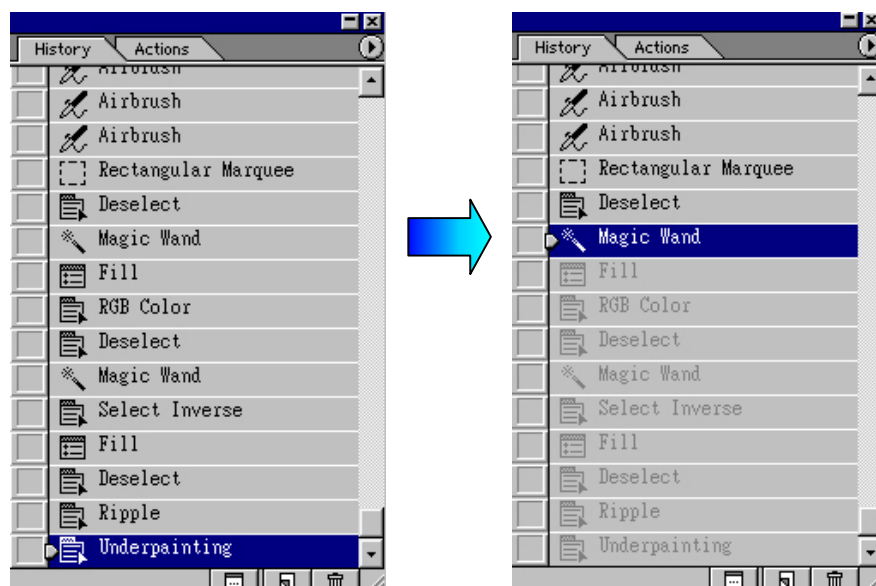 History Actions
Airbrush
Airbrush
Airbrush
Rectangular Marquee
Deselect
Magic Wand
Fill
RGB Color
Deselect
Magic Wand
Select Inverse
Fill
Deselect
Ripple
Underpainting
History Actions
Airbrush
Airbrush
Airbrush
Rectangular Marquee
Deselect
Magic Wand
Fill
RGB Color
Deselect
Magic Wand
Select Inverse
Fill
Deselect
Ripple
Underpainting